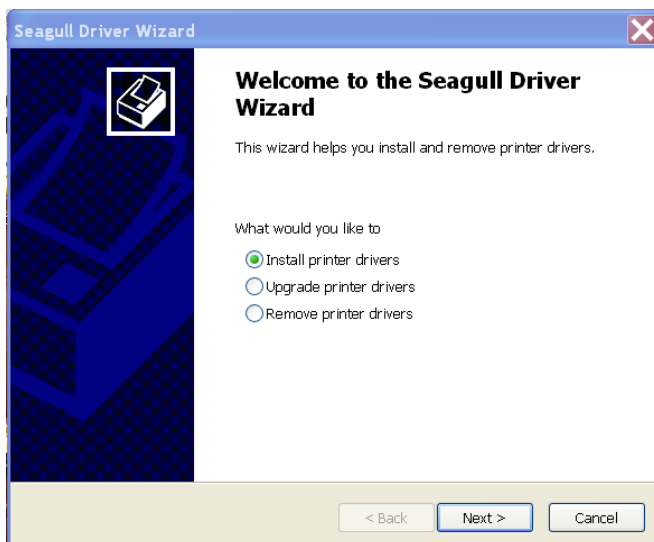 Seagull Driver Wizard
Welcome to the Seagull Driver
Wizard
This wizard helps you install and remove printer drivers.
What would you like to
Install printer drivers
Upgrade printer drivers
Remove printer drivers
< Back Next > Cancel